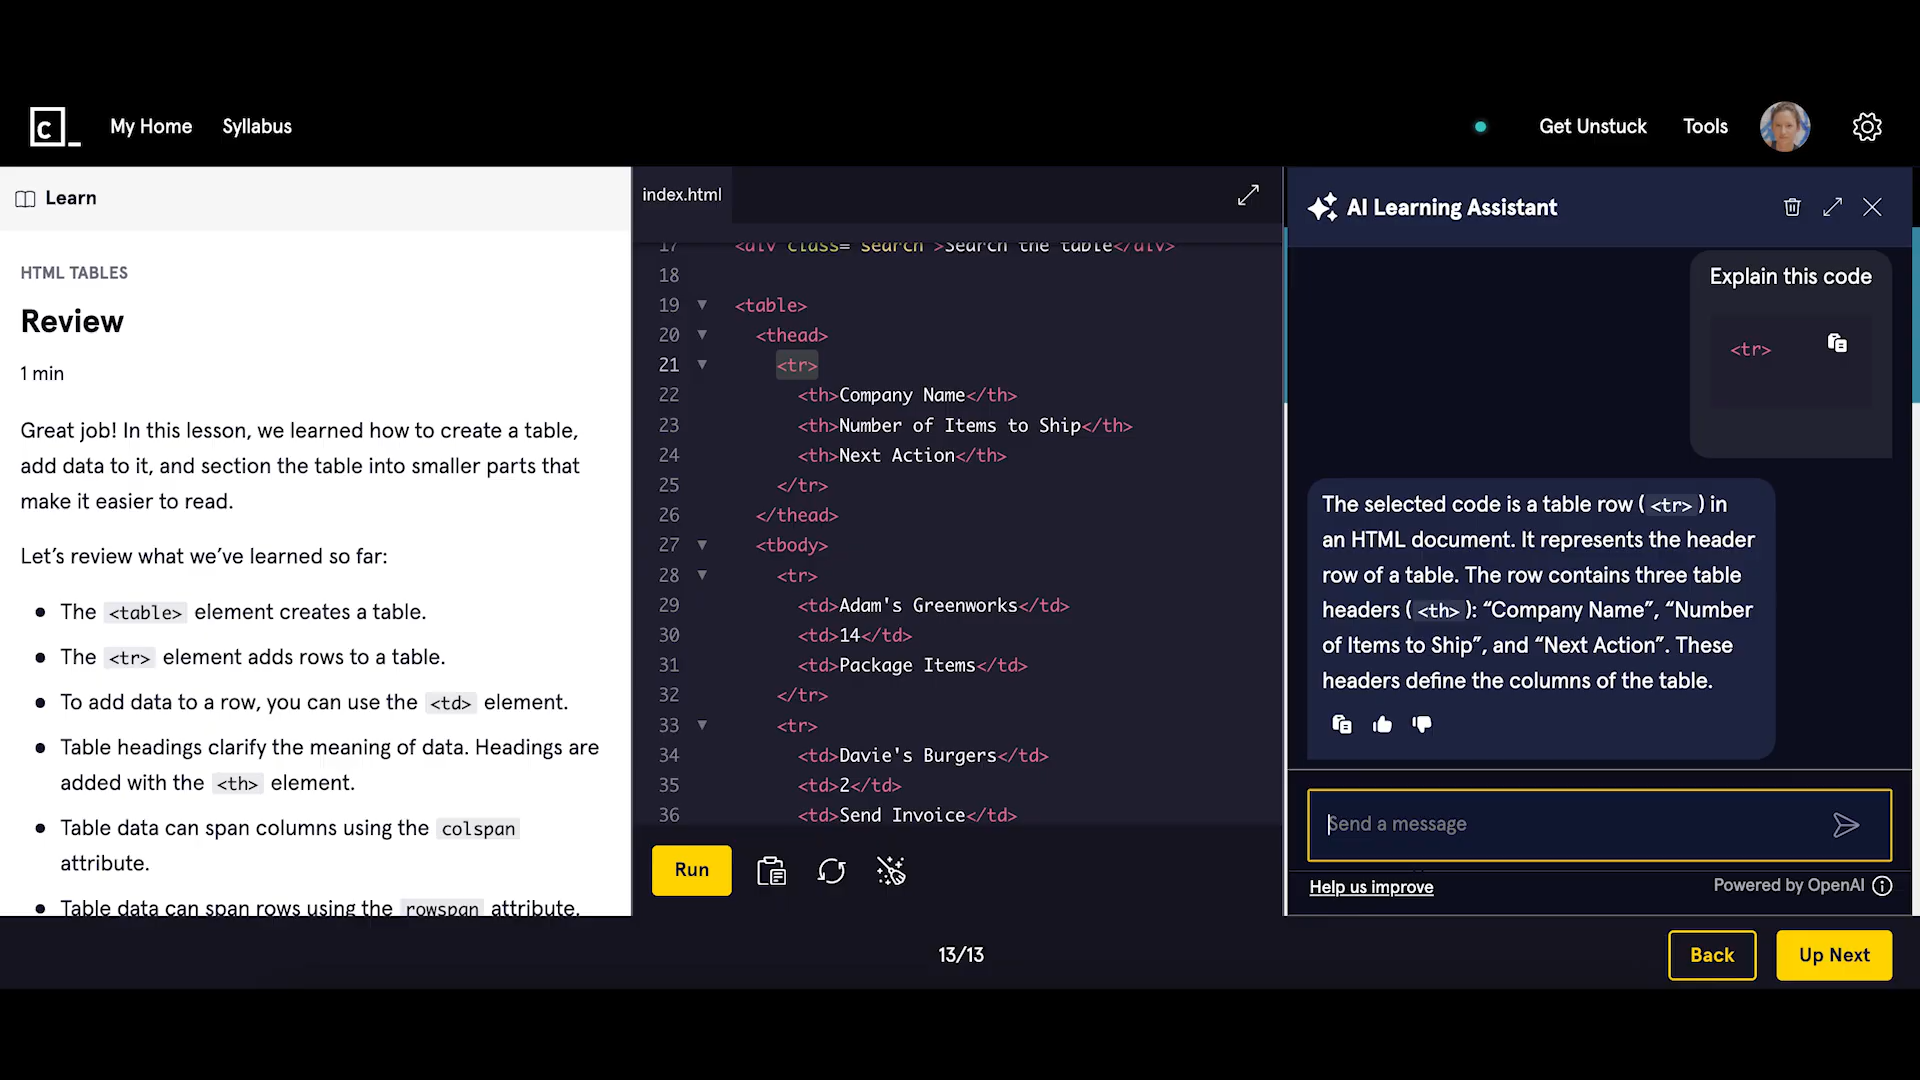 c_
My Home
Syllabus
Get Unstuck
Tools
Learn
HTML TABLES
Review
1 min
Great job! In this lesson, we learned how to create a table,
add data to it, and section the table into smaller parts that
make it easier to read.
Let's review what we've learned so far:
The <table> element creates a table.
The <tr> element adds rows to a table.
To add data to a row, you can use the <td> element.
Table headings clarify the meaning of data. Headings are
added with the <th> element.
Table data can span columns using the colspan
attribute.
Table data can span rows using the rowspan attribute.
index.html
17 <div class="search">Search the table</div>
18
19 <table>
20 <thead>
21 <tr>
22 <th>Company Name</th>
23 <th>Number of Items to Ship</th>
24 <th>Next Action</th>
25 </tr>
26 </thead>
27 <tbody>
28 <tr>
29 <td>Adam's Greenworks</td>
30 <td>14</td>
31 <td>Package Items</td>
32 </tr>
33 <tr>
34 <td>Davie's Burgers</td>
35 <td>2</td>
36 <td>Send Invoice</td>
Run
AI Learning Assistant
Explain this code
<tr>
The selected code is a table row (<tr>) in
an HTML document. It represents the header
row of a table. The row contains three table
headers (<th>): “Company Name”, “Number
of Items to Ship”, and “Next Action”. These
headers define the columns of the table.
Send a message
Help us improve
Powered by OpenAI
13/13
Back
Up Next